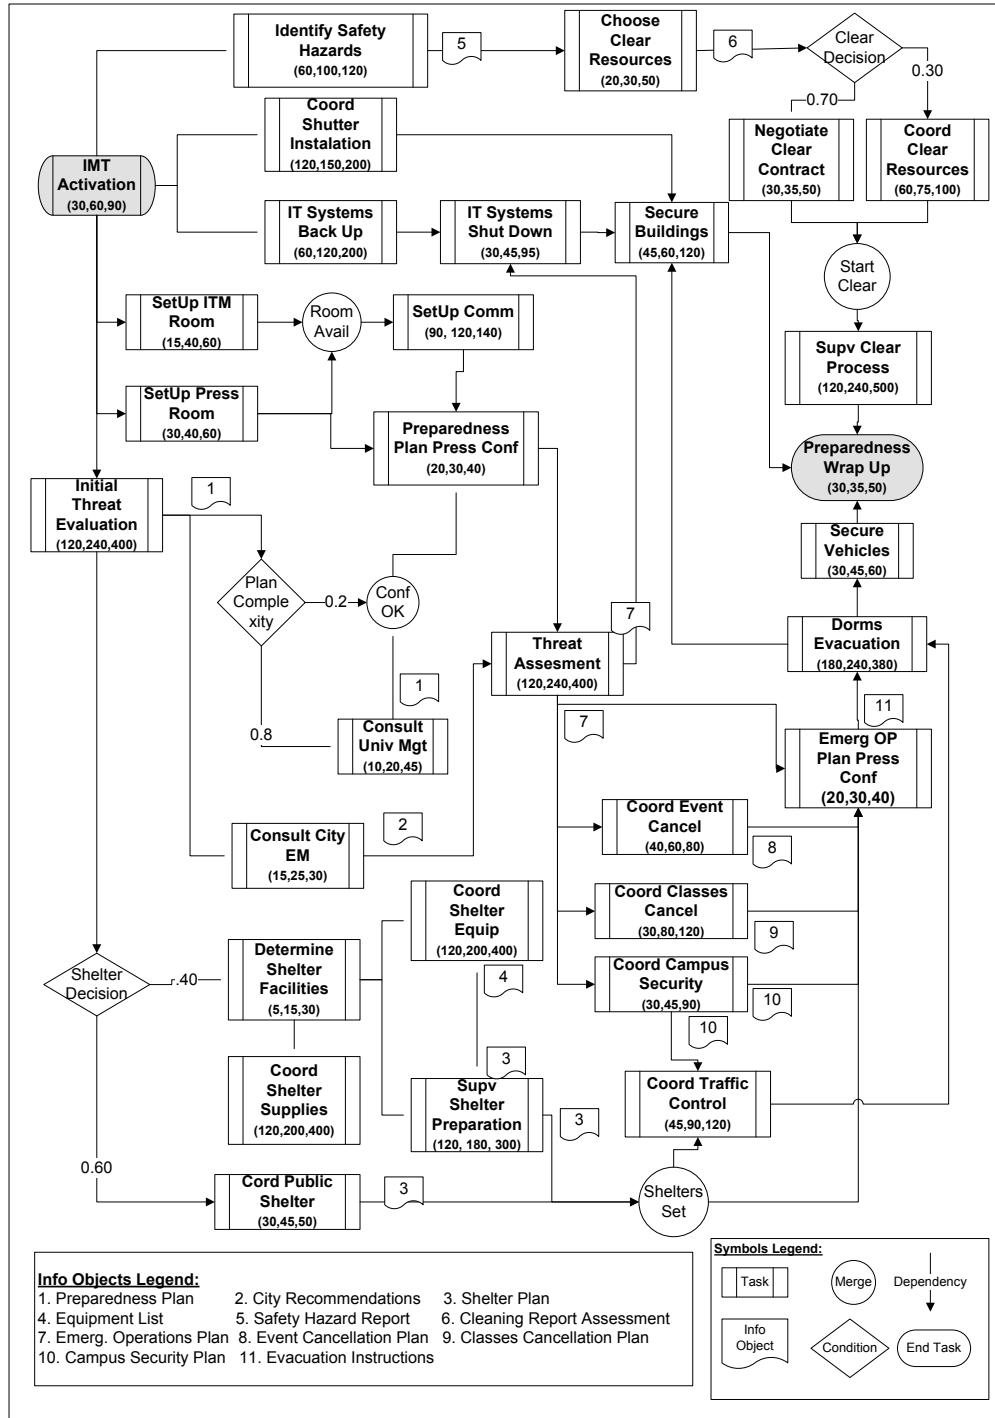 Identify Safety
Hazards
(60,100,120)
5
Choose
Clear
Resources
(20,30,50)
6
Clear
Decision
0.30
0.70
Coord
Shutter
Instalation
(120,150,200)
Negotiate
Clear
Contract
(30,35,50)
Coord
Clear
Resources
(60,75,100)
IMT
Activation
(30,60,90)
IT Systems
Back Up
(60,120,200)
IT Systems
Shut Down
(30,45,95)
Secure
Buildings
(45,60,120)
Start
Clear
SetUp ITM
Room
(15,40,60)
Room
Avail
SetUp Comm
(90, 120,140)
Supv Clear
Process
(120,240,500)
SetUp Press
Room
(30,40,60)
Preparedness
Plan Press Conf
(20,30,40)
Preparedness
Wrap Up
(30,35,50)
Initial
Threat
Evaluation
(120,240,400)
1
Secure
Vehicles
(30,45,60)
Plan
Comple
xity
0.2
Conf
OK
7
Threat
Assesment
(120,240,400)
Dorms
Evacuation
(180,240,380)
1
11
0.8
7
Consult
Univ Mgt
(10,20,45)
Emerg OP
Plan Press
Conf
(20,30,40)
Consult City
EM
(15,25,30)
2
Coord Event
Cancel
(40,60,80)
8
Coord
Shelter
Equip
(120,200,400)
Coord Classes
Cancel
(30,80,120)
9
Shelter
Decision
.40
Determine
Shelter
Facilities
(5,15,30)
4
Coord Campus
Security
(30,45,90)
10
10
3
Coord
Shelter
Supplies
(120,200,400)
Supv
Shelter
Preparation
(120, 180, 300)
3
Coord Traffic
Control
(45,90,120)
0.60
Cord Public
Shelter
(30,45,50)
3
Shelters
Set
Info Objects Legend:
1. Preparedness Plan 2. City Recommendations 3. Shelter Plan
4. Equipment List 5. Safety Hazard Report 6. Cleaning Report Assessment
7. Emerg. Operations Plan 8. Event Cancellation Plan 9. Classes Cancellation Plan
10. Campus Security Plan 11. Evacuation Instructions
Symbols Legend:
Task
Merge
Dependency
Info
Object
Condition
End Task